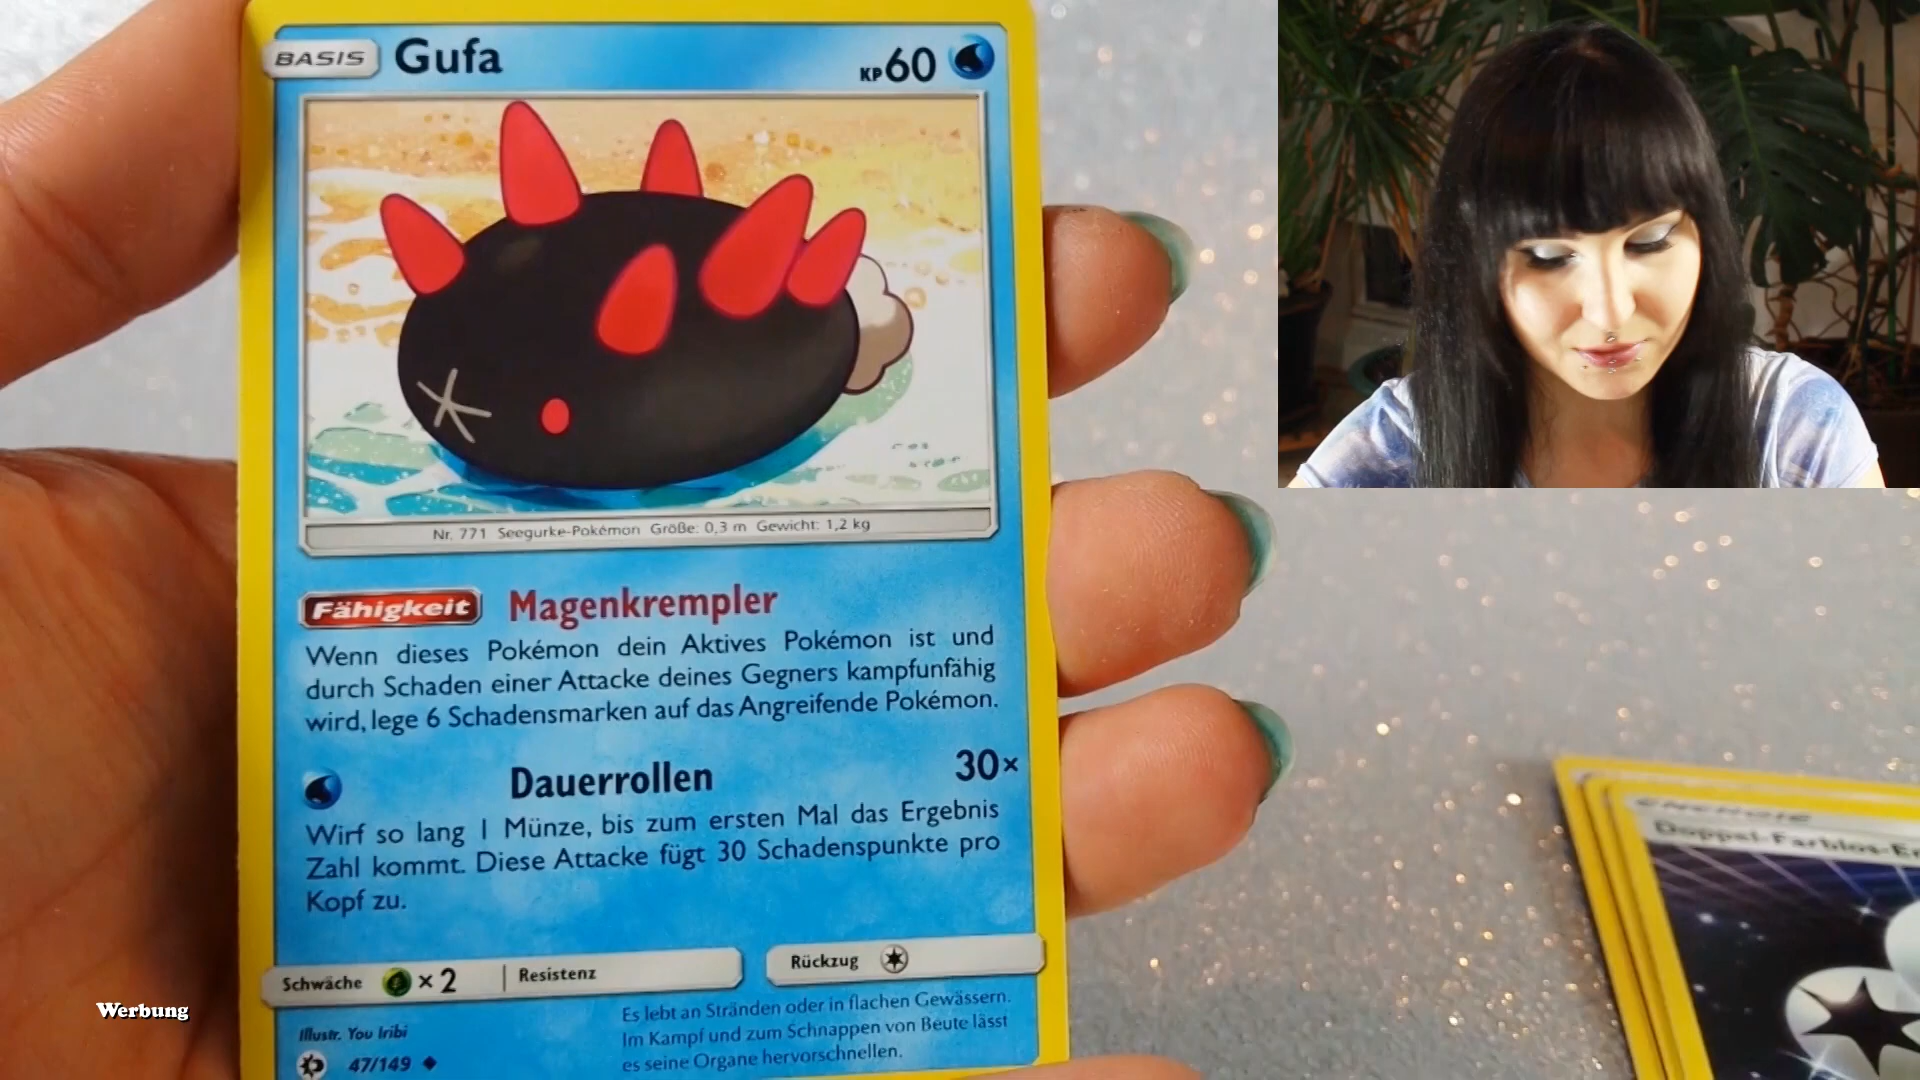 BASIS Gufa KP60
Nr. 771 Seegurke-Pokémon Größe: 0,3 m Gewicht: 1,2 kg
Fähigkeit Magenkrempler
Wenn dieses Pokémon dein Aktives Pokémon ist und
durch Schaden einer Attacke deines Gegners kampfunfähig
wird, lege 6 Schadensmarken auf das Angreifende Pokémon.
Dauerrollen 30×
Wirf so lang 1 Münze, bis zum ersten Mal das Ergebnis
Zahl kommt. Diese Attacke fügt 30 Schadenspunkte pro
Kopf zu.
Schwäche ×2 Resistenz Rückzug
Illustr. You Iribi
47/149
Es lebt an Stränden oder in flachen Gewässern.
Im Kampf und zum Schnappen von Beute lässt
es seine Organe hervorschnellen.
Werbung
ENERGIE
Doppel-Farblos-En